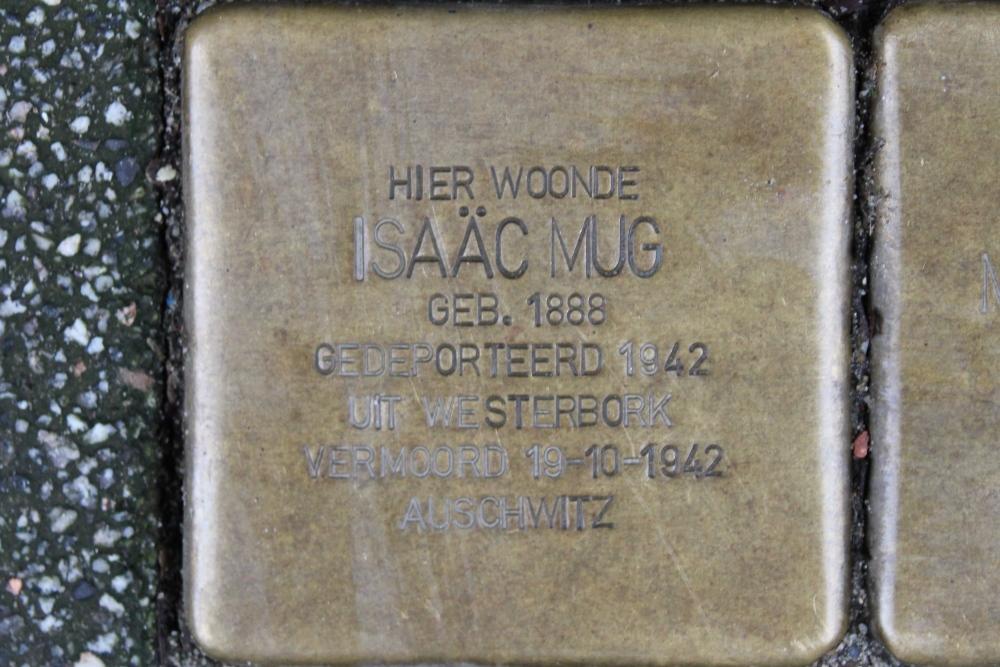 HIER WOONDE
ISAÄC MUG
GEB. 1888
GEDEPORTEERD 1942
UIT WESTERBORK
VERMOORD 19-10-1942
AUSCHWITZ